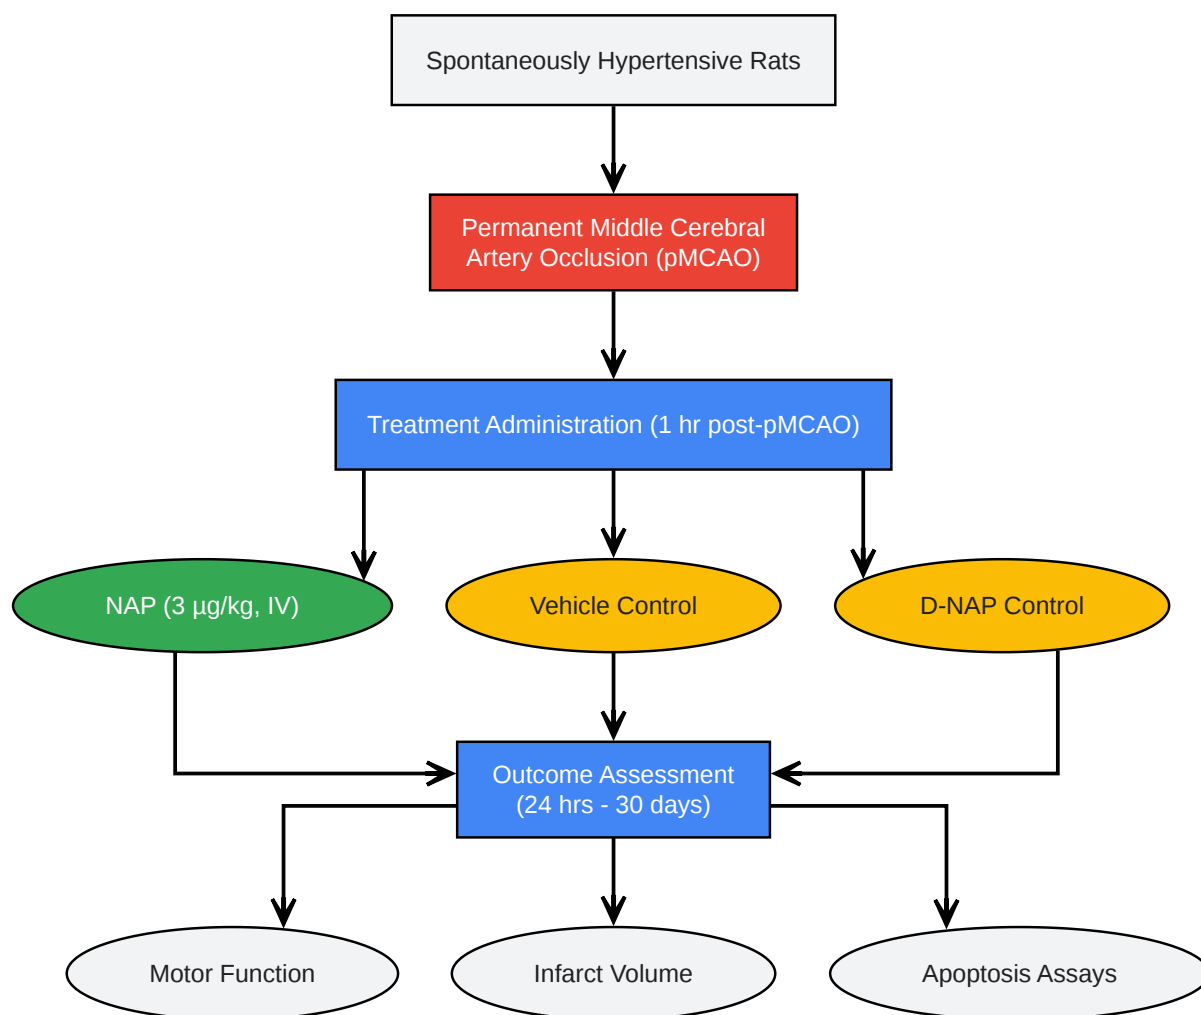 Spontaneously Hypertensive Rats
Permanent Middle Cerebral
Artery Occlusion (pMCAO)
Treatment Administration (1 hr post-pMCAO)
NAP (3 µg/kg, IV)
Vehicle Control
D-NAP Control
Outcome Assessment
(24 hrs - 30 days)
Motor Function
Infarct Volume
Apoptosis Assays